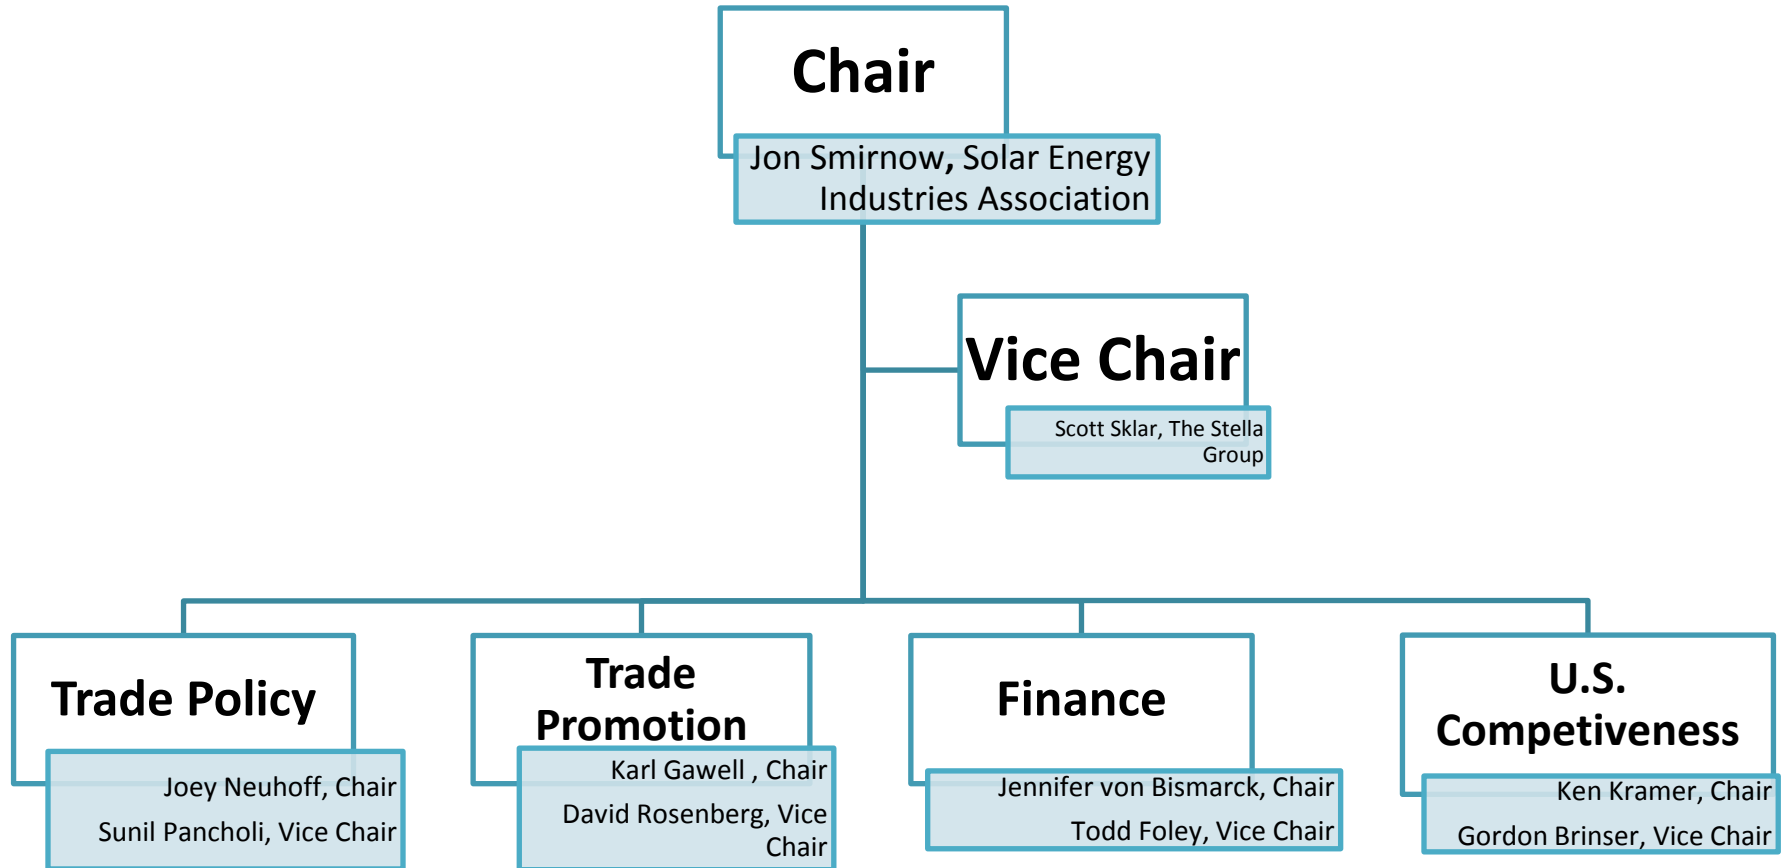 Chair
Jon Smirnow, Solar Energy
Industries Association
Vice Chair
Scott Sklar, The Stella
Group
Trade Policy
Joey Neuhoff, Chair
Sunil Pancholi, Vice Chair
Trade
Promotion
Karl Gawell , Chair
David Rosenberg, Vice
Chair
Finance
Jennifer von Bismarck, Chair
Todd Foley, Vice Chair
U.S.
Competiveness
Ken Kramer, Chair
Gordon Brinser, Vice Chair